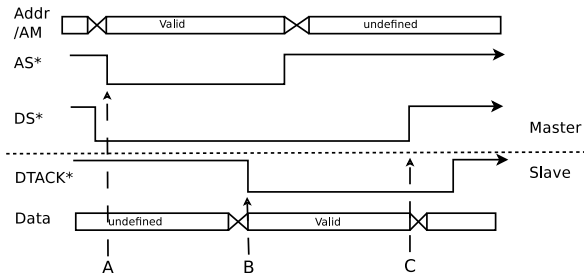 Addr
/AM
Valid
undefined
AS*
DS*
Master
DTACK*
Slave
Data
undefined
Valid
A
B
C